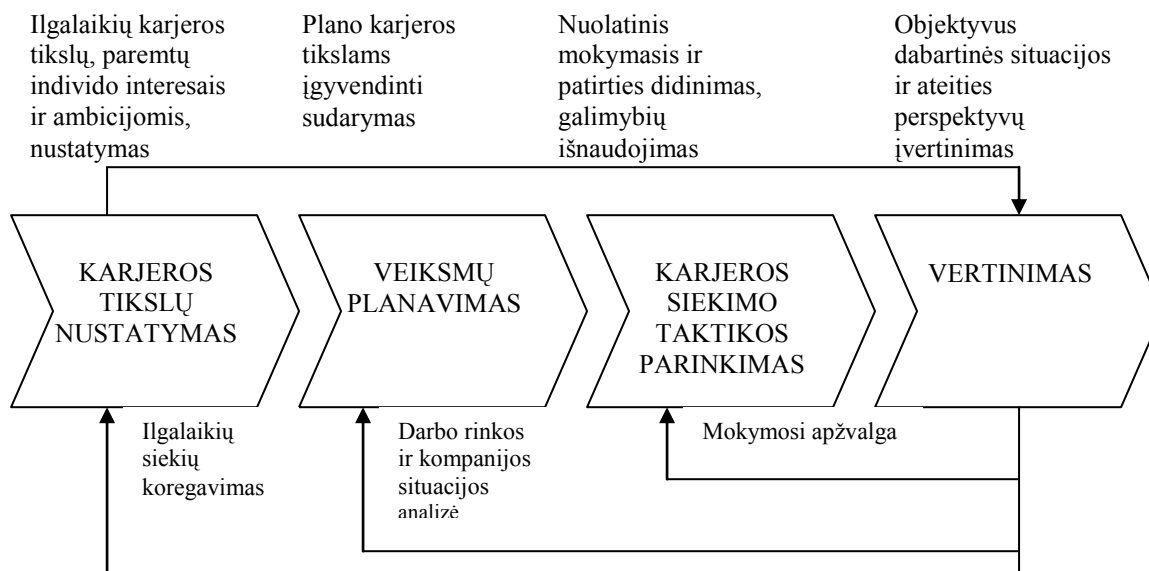 Ilgalaikių karjeros
tikslų, paremtų
individo interesais
ir ambicijomis,
nustatymas
Plano karjeros
tikslams
įgyvendinti
sudarymas
Nuolatinis
mokymasis ir
patirties didinimas,
galimybių
išnaudojimas
Objektyvus
dabartinės situacijos
ir ateities
perspektyvų
įvertinimas
KARJEROS
TIKSLŲ
NUSTATYMAS
VEIKSMŲ
PLANAVIMAS
KARJEROS
SIEKIMO
TAKTIKOS
PARINKIMAS
VERTINIMAS
Ilgalaikių
siekių
koregavimas
Darbo rinkos
ir kompanijos
situacijos
analizė
Mokymosi apžvalga